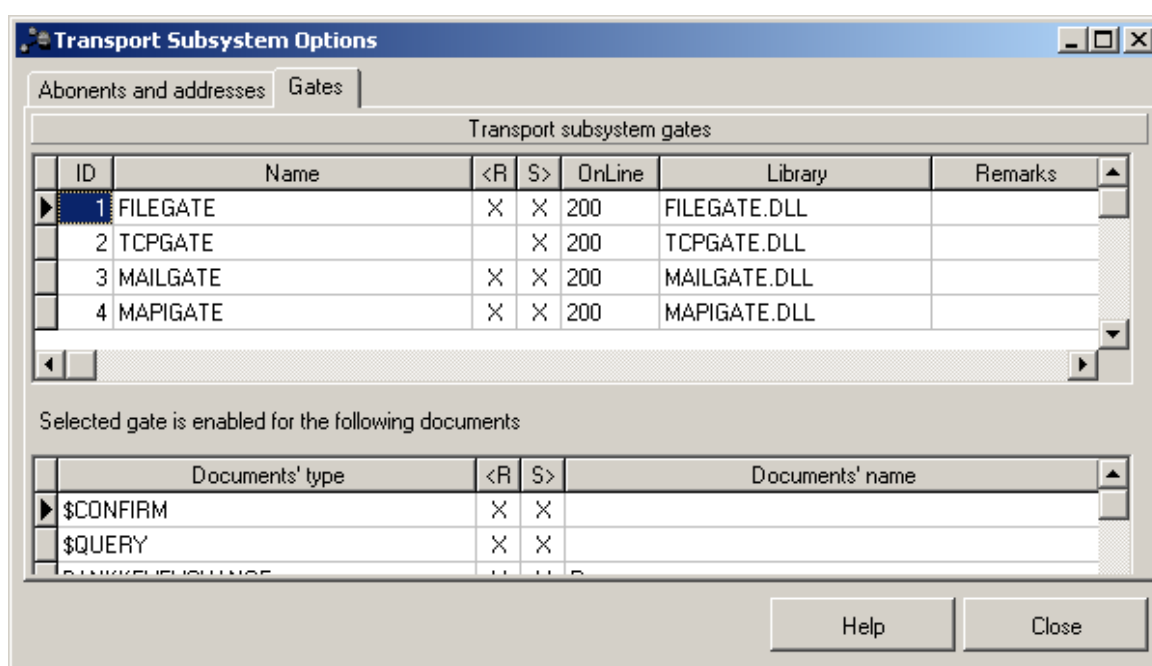 Transport Subsystem Options
Abonents and addresses Gates
Transport subsystem gates
ID Name <R S> OnLine Library Remarks
1 FILEGATE X X 200 FILEGATE.DLL
2 TCPGATE X 200 TCPGATE.DLL
3 MAILGATE X X 200 MAILGATE.DLL
4 MAPIGATE X X 200 MAPIGATE.DLL
Selected gate is enabled for the following documents
Documents' type <R S> Documents' name
$CONFIRM X X
$QUERY X X
Help Close